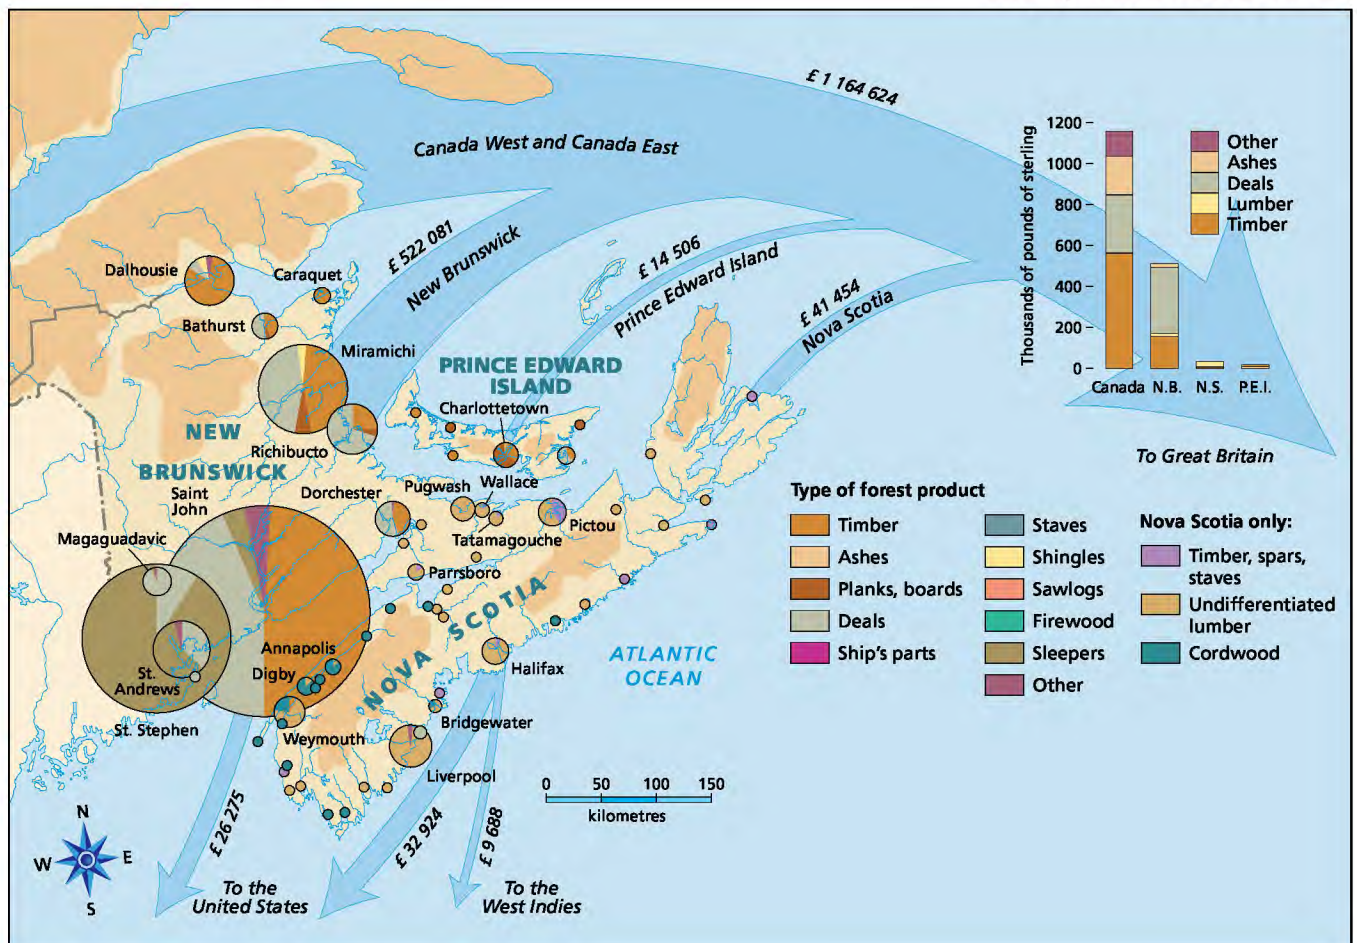 £ 1 164 624
Canada West and Canada East
£ 522 081
New Brunswick
£ 14 506
Prince Edward Island
£ 41 454
Nova Scotia
Thousands of pounds of sterling
1200
1000
800
600
400
200
0
Canada
N.B.
N.S.
P.E.I.
Other
Ashes
Deals
Lumber
Timber
To Great Britain
Dalhousie
Caraquet
Bathurst
Miramichi
PRINCE EDWARD
ISLAND
Charlottetown
NEW
BRUNSWICK
Richibucto
Saint
John
Dorchester
Pugwash
Wallace
Tatamagouche
Pictou
Magaguadavic
Parrsboro
NOVA SCOTIA
Annapolis
Digby
Halifax
St.
Andrews
St. Stephen
Weymouth
Bridgewater
Liverpool
ATLANTIC
OCEAN
Type of forest product
Timber
Ashes
Planks, boards
Deals
Ship's parts
Staves
Shingles
Sawlogs
Firewood
Sleepers
Other
Nova Scotia only:
Timber, spars,
staves
Undifferentiated
lumber
Cordwood
0 50 100 150
kilometres
N
W
E
S
£ 26 275
£ 32 924
£ 9 688
To the
United States
To the
West Indies